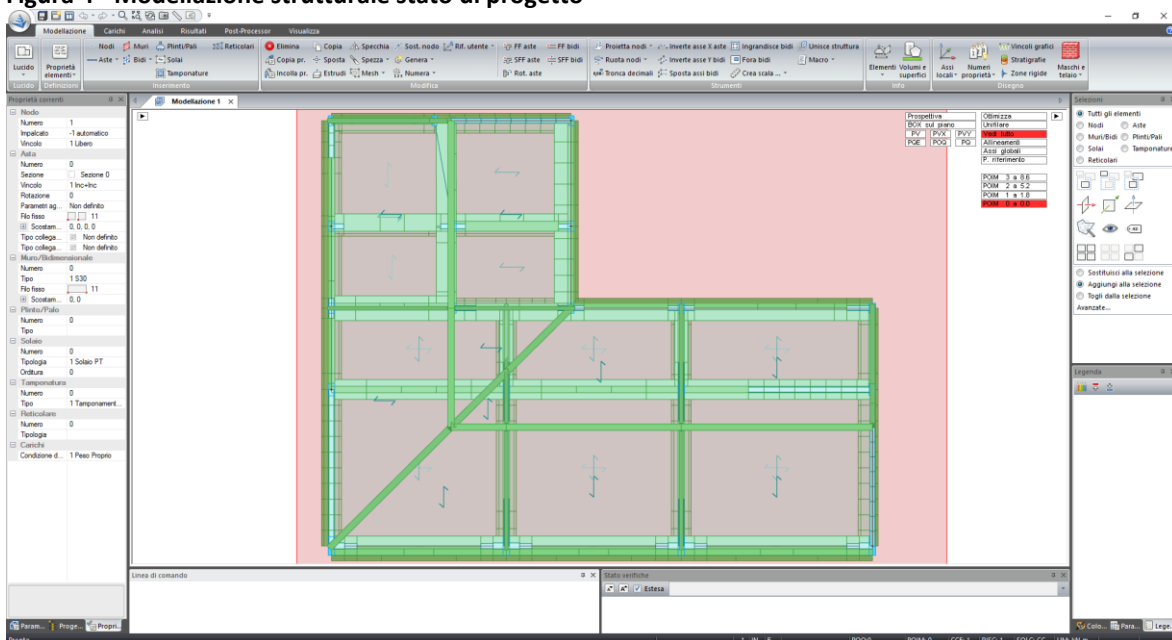 Figura 4 - Modellazione strutturale stato di progetto
Modellazione Carichi Analisi Risultati Post-Processor Visualizza
Nodi Muri Plinti/Pali Reticolari Elimina Copia Specchia Sost. nodo Rif. utente FF aste FF bidi Proietta nodi Inverte asse X aste Ingrandisce bidi Unisce struttura Vincoli grafici
Lucido Proprietà elementi Aste Bidi Solai Copia pr. Sposta Spezza Genera SFF aste SFF bidi Ruota nodi Inverte asse Y bidi Fora bidi Macro Elementi Volumi e superfici Assi locali Numeri proprietà Stratigrafie Maschi e telaio
Tamponature Incolla pr. Estrudi Mech Numera Rot. aste Tronca decimali Sposta assi bidi Crea scala ... Zone rigide
Lucido Definizioni Inserimento Modifica Strumenti Info Disegno
Proprietà correnti
Modellazione 1
Nodo
Numero 1
Impalcato -1 automatico
Vincolo 1 Libero
Asta
Numero 0
Sezione Sezione 0
Vincolo 1 Inc+Inc
Rotazione 0
Parametri ag... Non definito
Filo fisso 11
Scostam... 0, 0, 0, 0
Tipo collega... Non definito
Tipo collega... Non definito
Muro/Bidimensionale
Numero 0
Tipo 1 S30
Filo fisso 11
Scostam... 0, 0
Plinto/Palo
Numero 0
Tipo
Solaio
Numero 0
Tipologia 1 Solaio PT
Orditura 0
Tamponatura
Numero 0
Tipo 1 Tamponament...
Reticolare
Numero 0
Tipologia
Carichi
Condizione d... 1 Peso Proprio
Param... Proge... Propri...
Prospettiva Ottimizza
BOX sul piano Unifilare
PV PVX PVY Vedi tutto
PQE POQ PQ Allineamenti
Assi globali
P. riferimento
POIM 3 a 8.6
POIM 2 a 5.2
POIM 1 a 1.8
POIM 0 a 0.0
Linea di comando
Stato verifiche
Estesa
Selezioni
Tutti gli elementi
Nodi Aste
Muri/Bidi Plinti/Pali
Solai Tamponature
Reticolari
Sostituisci alla selezione
Aggiungi alla selezione
Togli dalla selezione
Avanzate...
Legenda
Colo... Para... Lege...
Pronto